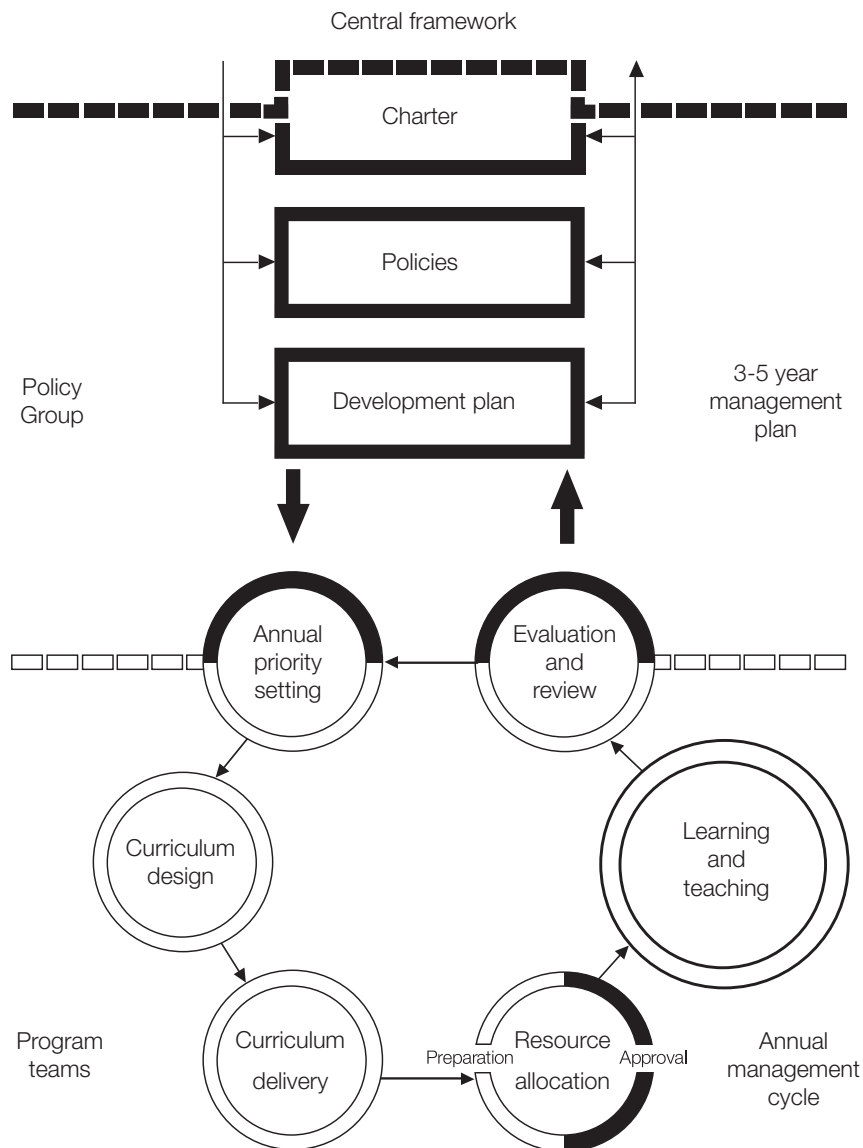 Central framework
Charter
Policies
Policy
Group
Development plan
3-5 year
management
plan
Annual
priority
setting
Evaluation
and
review
Curriculum
design
Learning
and
teaching
Program
teams
Curriculum
delivery
Preparation
Resource
allocation
Approval
Annual
management
cycle